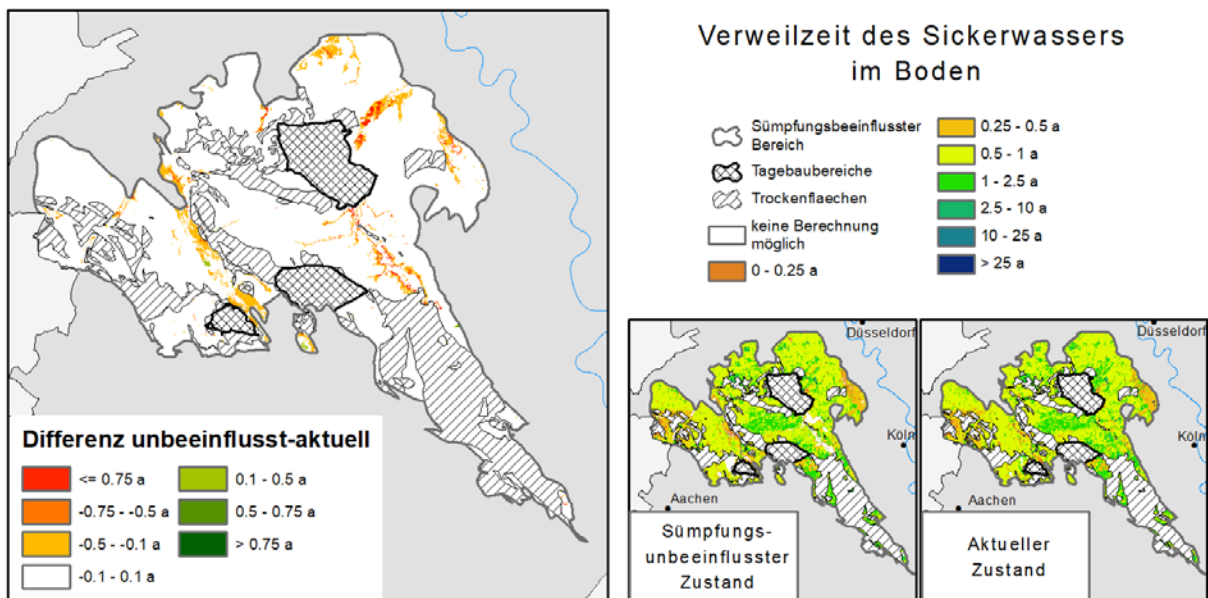 Verweilzeit des Sickerwassers
im Boden
Sümpfungsbeeinflusster
Bereich
Tagebaubereiche
Trockenflaechen
keine Berechnung
möglich
0 - 0.25 a
0.25 - 0.5 a
0.5 - 1 a
1 - 2.5 a
2.5 - 10 a
10 - 25 a
> 25 a
Differenz unbeeinflusst-aktuell
<= 0.75 a
-0.75 - -0.5 a
-0.5 - -0.1 a
-0.1 - 0.1 a
0.1 - 0.5 a
0.5 - 0.75 a
> 0.75 a
Düsseldorf
Köln
Aachen
Sümpfungs-
unbeeinflusster
Zustand
Düsseldorf
Köln
Aachen
Aktueller
Zustand